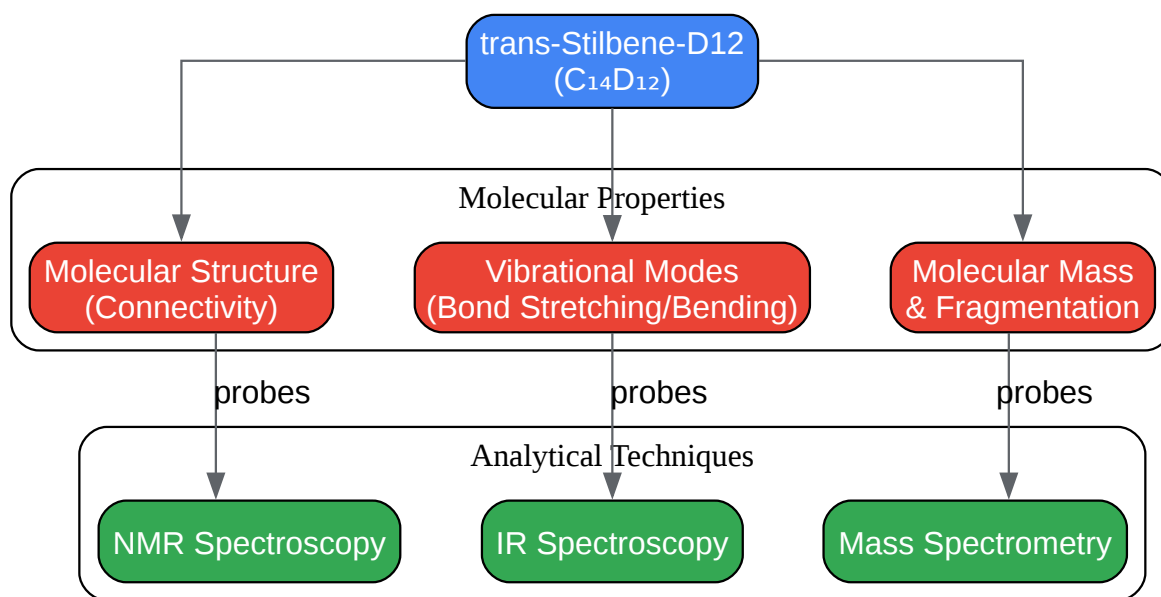 trans-Stilbene-D12
(C₁₄D₁₂)
Molecular Properties
Molecular Structure
(Connectivity)
Vibrational Modes
(Bond Stretching/Bending)
Molecular Mass
& Fragmentation
probes
probes
probes
Analytical Techniques
NMR Spectroscopy
IR Spectroscopy
Mass Spectrometry